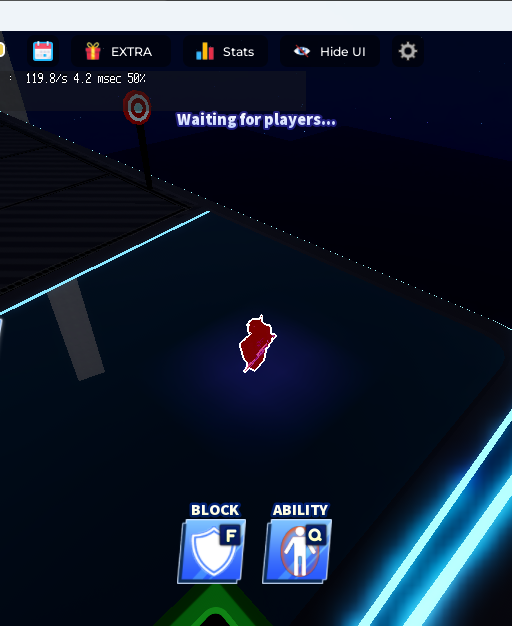 EXTRA Stats Hide UI
: 119.8/s 4.2 msec 50%
Waiting for players...
BLOCK ABILITY
F Q